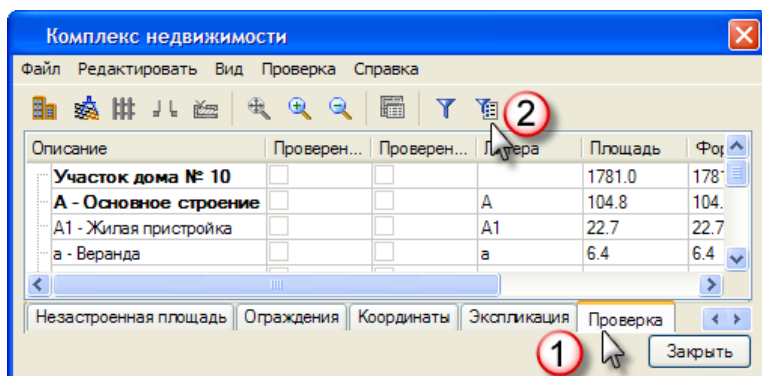 Комплекс недвижимости
Файл Редактировать Вид Проверка Справка
2
Описание Проверен... Проверен... Литера Площадь Фор
Участок дома № 10 1781.0 178
А - Основное строение А 104.8 104.
А1 - Жилая пристройка А1 22.7 22.7
а - Веранда а 6.4 6.4
Незастроенная площадь Ограждения Координаты Экспликация Проверка
1 Закрыть